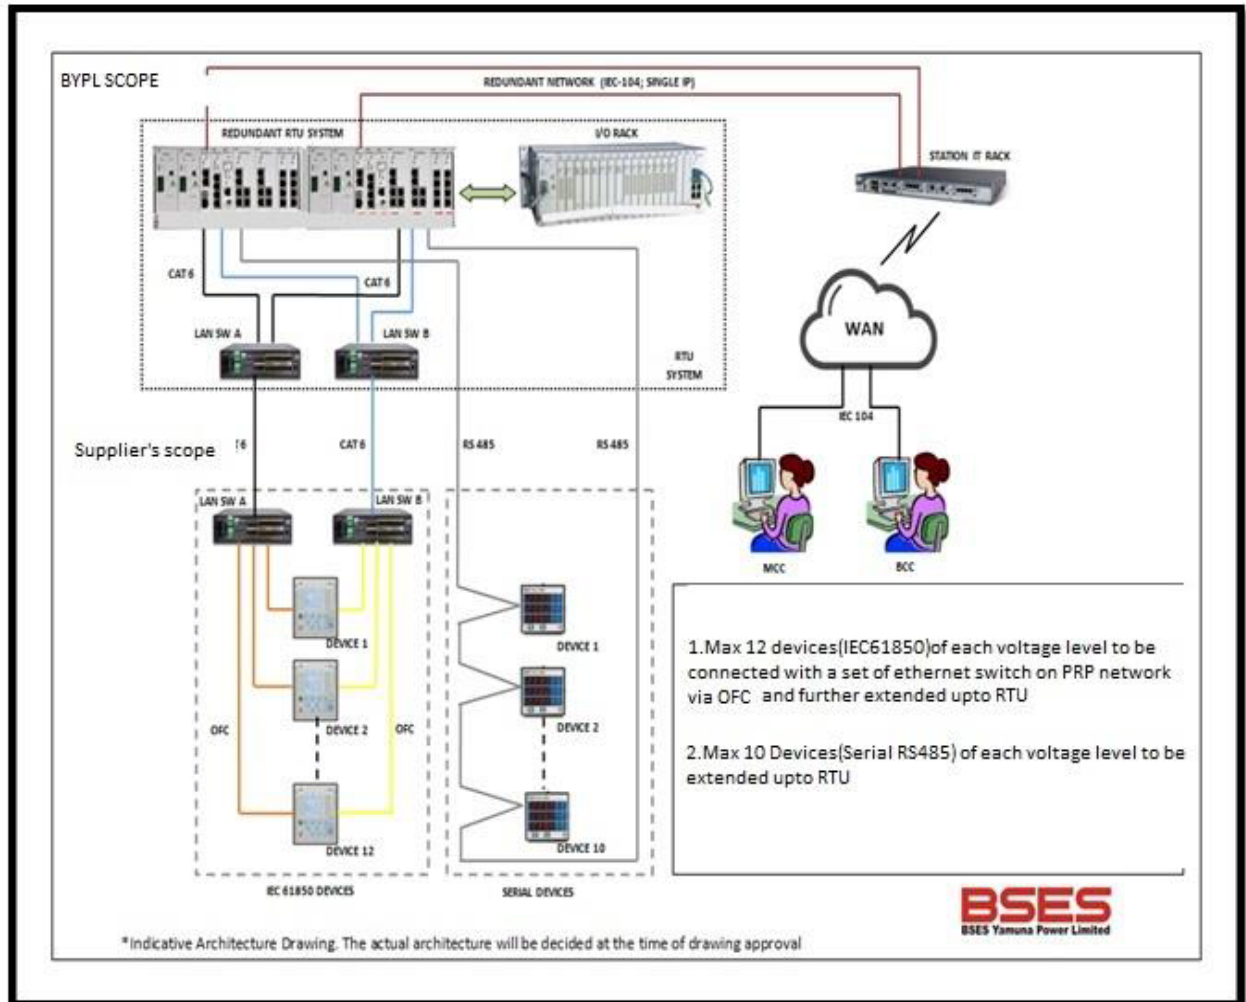 BYPL SCOPE
REDUNDANT NETWORK (IEC-104; SINGLE IP)
REDUNDANT RTU SYSTEM
I/O RACK
STATION IT RACK
CAT 6
CAT 6
LAN SW A
LAN SW B
WAN
RTU
SYSTEM
IEC 104
Supplier's scope
T6
CAT 6
RS 485
RS 485
LAN SW A
LAN SW B
MCC
BCC
DEVICE 1
DEVICE 1
DEVICE 2
DEVICE 2
OFC
OFC
DEVICE 12
DEVICE 10
IEC 61850 DEVICES
SERIAL DEVICES
1.Max 12 devices(IEC61850)of each voltage level to be
connected with a set of ethernet switch on PRP network
via OFC and further extended upto RTU
2.Max 10 Devices(Serial RS485) of each voltage level to be
extended upto RTU
BSES
BSES Yamuna Power Limited
*Indicative Architecture Drawing. The actual architecture will be decided at the time of drawing approval